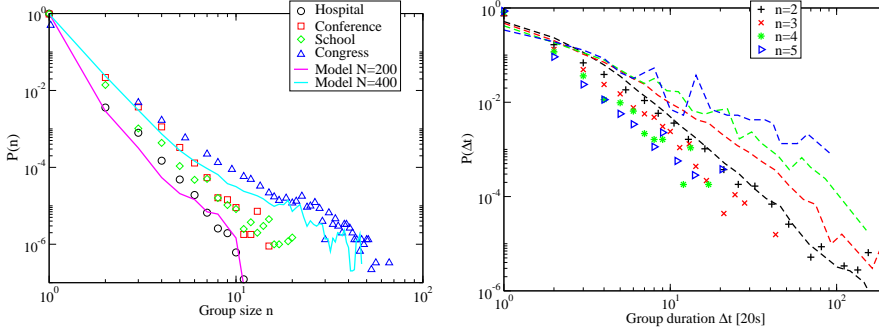 Hospital
Conference
School
Congress
Model N=200
Model N=400
10^0
10^-2
10^-4
10^-6
P(n)
10^0 10^1 10^2
Group size n
n=2
n=3
n=4
n=5
10^0
10^-2
10^-4
10^-6
P(Δt)
10^0 10^1 10^2
Group duration Δt [20s]